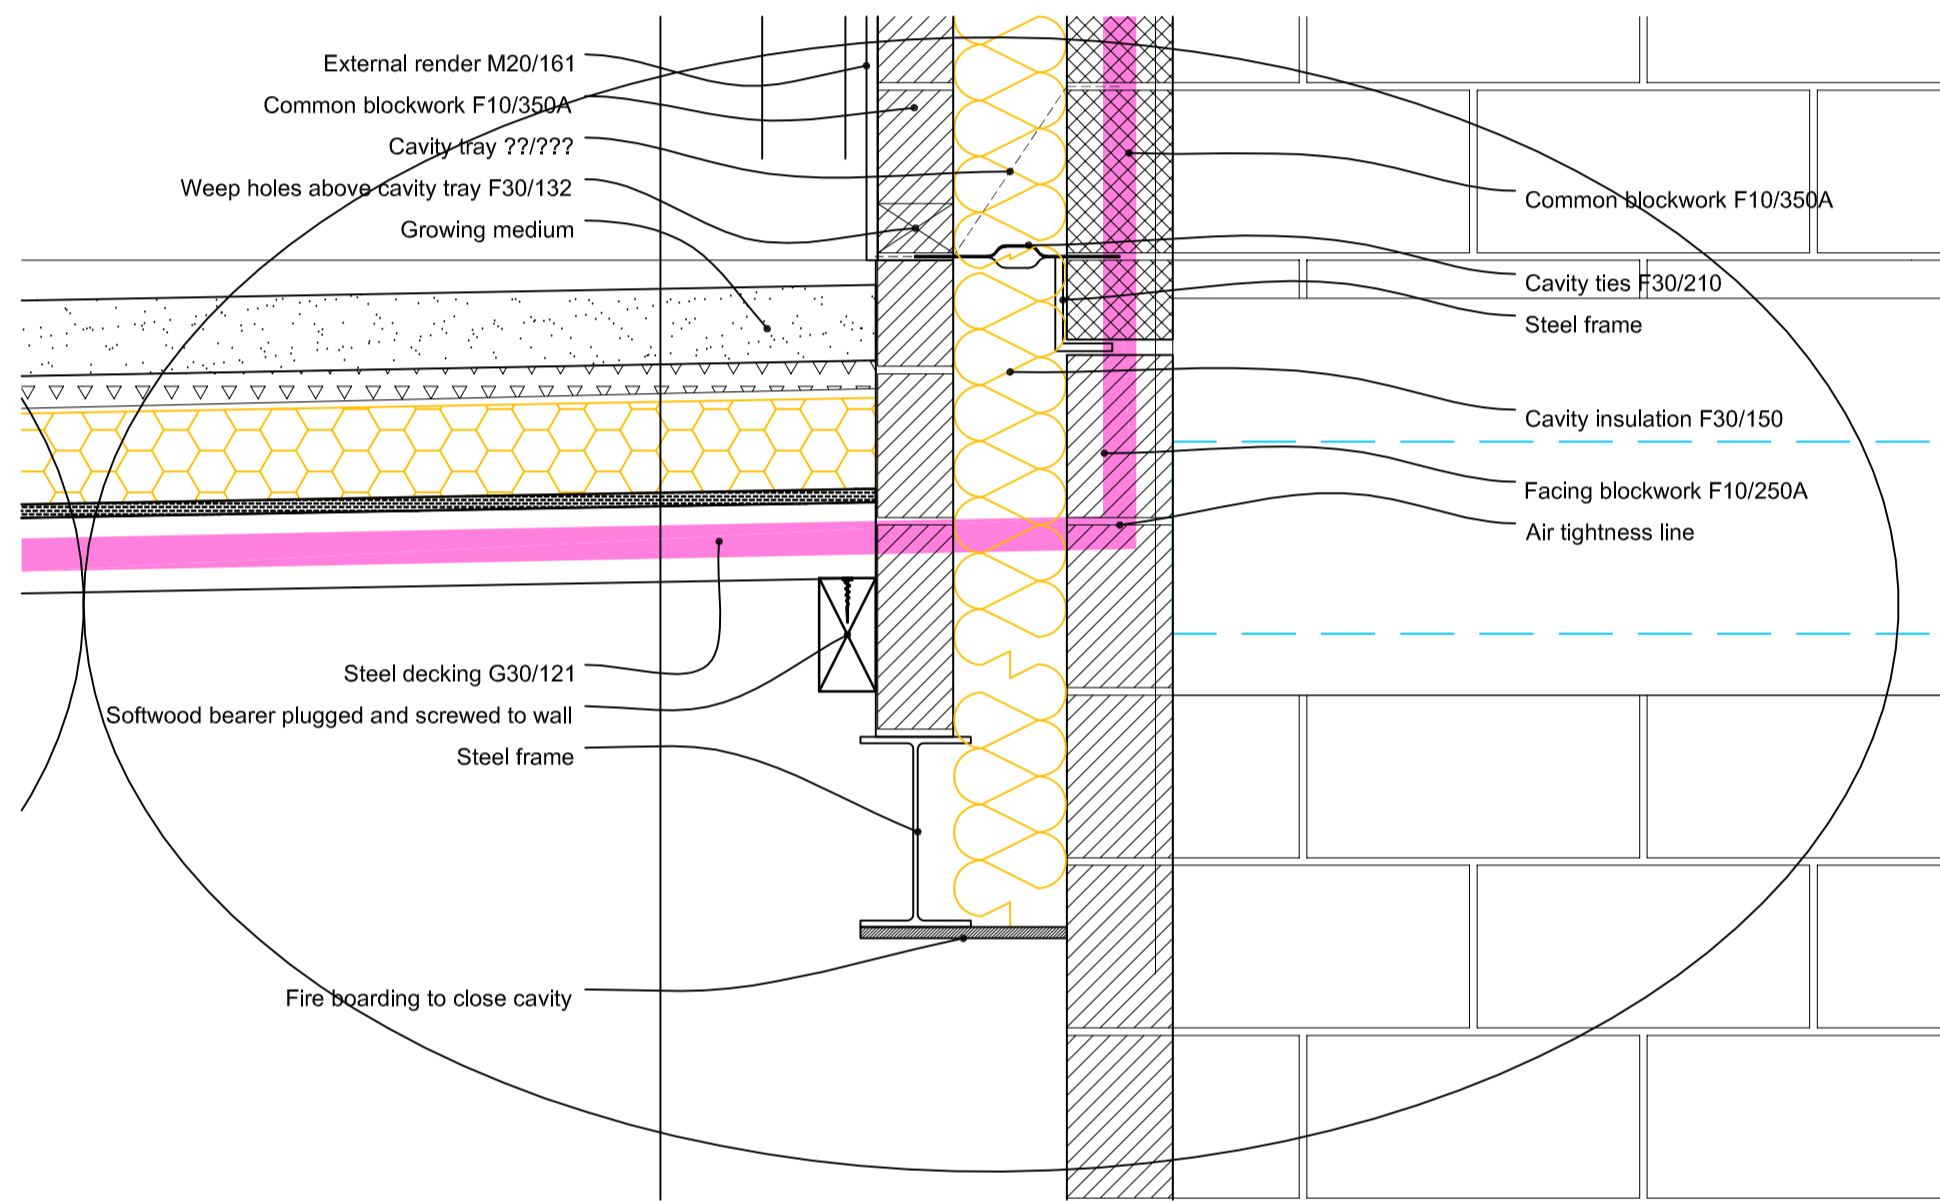 External render M20/161
Common blockwork F10/350A
Cavity tray ??/???
Weep holes above cavity tray F30/132
Growing medium
Steel decking G30/121
Softwood bearer plugged and screwed to wall
Steel frame
Fire boarding to close cavity
Common blockwork F10/350A
Cavity ties F30/210
Steel frame
Cavity insulation F30/150
Facing blockwork F10/250A
Air tightness line